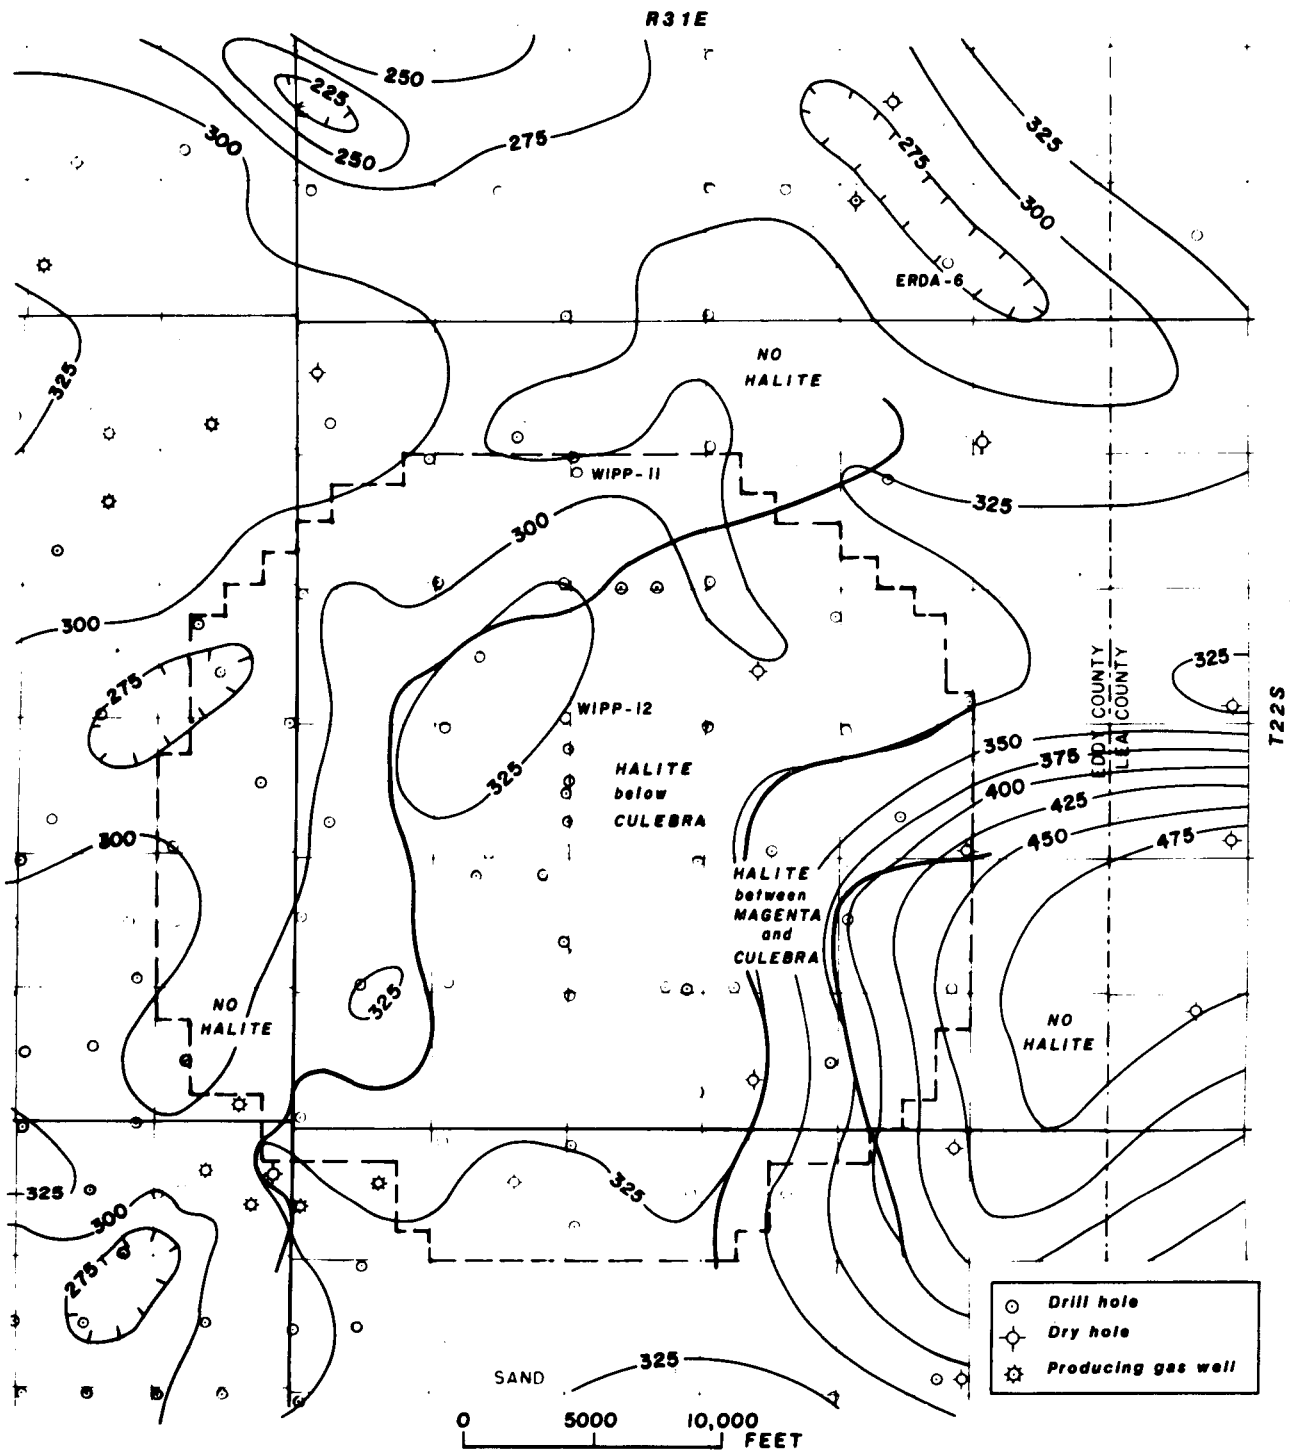 R31E
250
225
250
300
275
275
325
300
ERDA-6
325
NO
HALITE
WIPP-11
325
300
300
275
EDDY COUNTY
LEA COUNTY
325
T22S
WIPP-12
325
HALITE
below
CULEBRA
350
375
400
425
450
475
300
HALITE
between
MAGENTA
and
CULEBRA
325
NO
HALITE
NO
HALITE
325
325
300
275
Drill hole
Dry hole
Producing gas well
SAND
325
0 5000 10,000
FEET